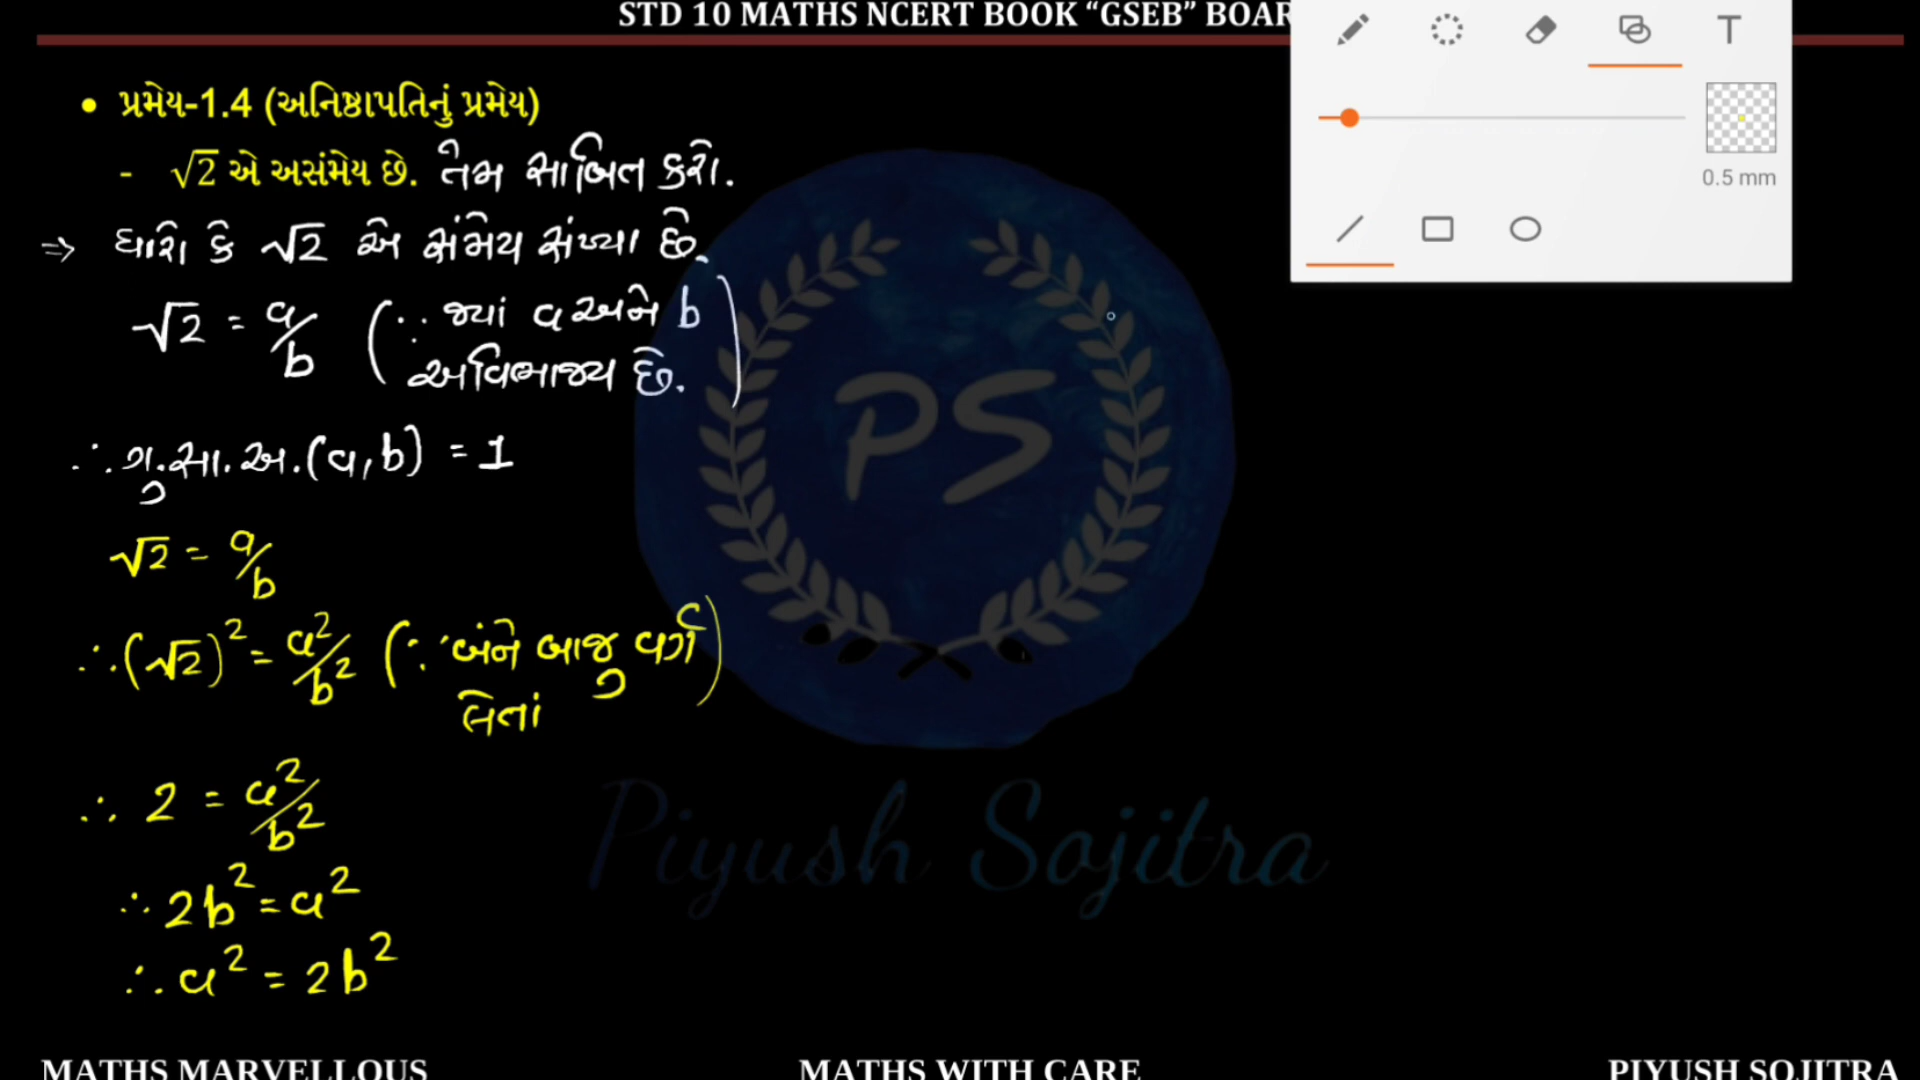 STD 10 MATHS NCERT BOOK “GSEB” BOAR
T
0.5 mm
• પ્રમેય-1.4 (અનિષ્ઠાપતિનું પ્રમેય)
- √2 એ અસંમેય છે. તેમ સાબિત કરો.
⇒ ધારો કે √2 એ સંમેય સંખ્યા છે.
√2 = a/b (∵ જ્યાં a અને b
અવિભાજ્ય છે.)
∴ ગુ.સા.અ.(a,b) = 1
√2 = a/b
∴ (√2)² = a²/b² (∵ બંને બાજુ વર્ગ
લેતાં)
∴ 2 = a²/b²
∴ 2b² = a²
∴ a² = 2b²
PS
Piyush Sojitra
MATHS MARVELLOUS
MATHS WITH CARE
PIYUSH SOJITRA